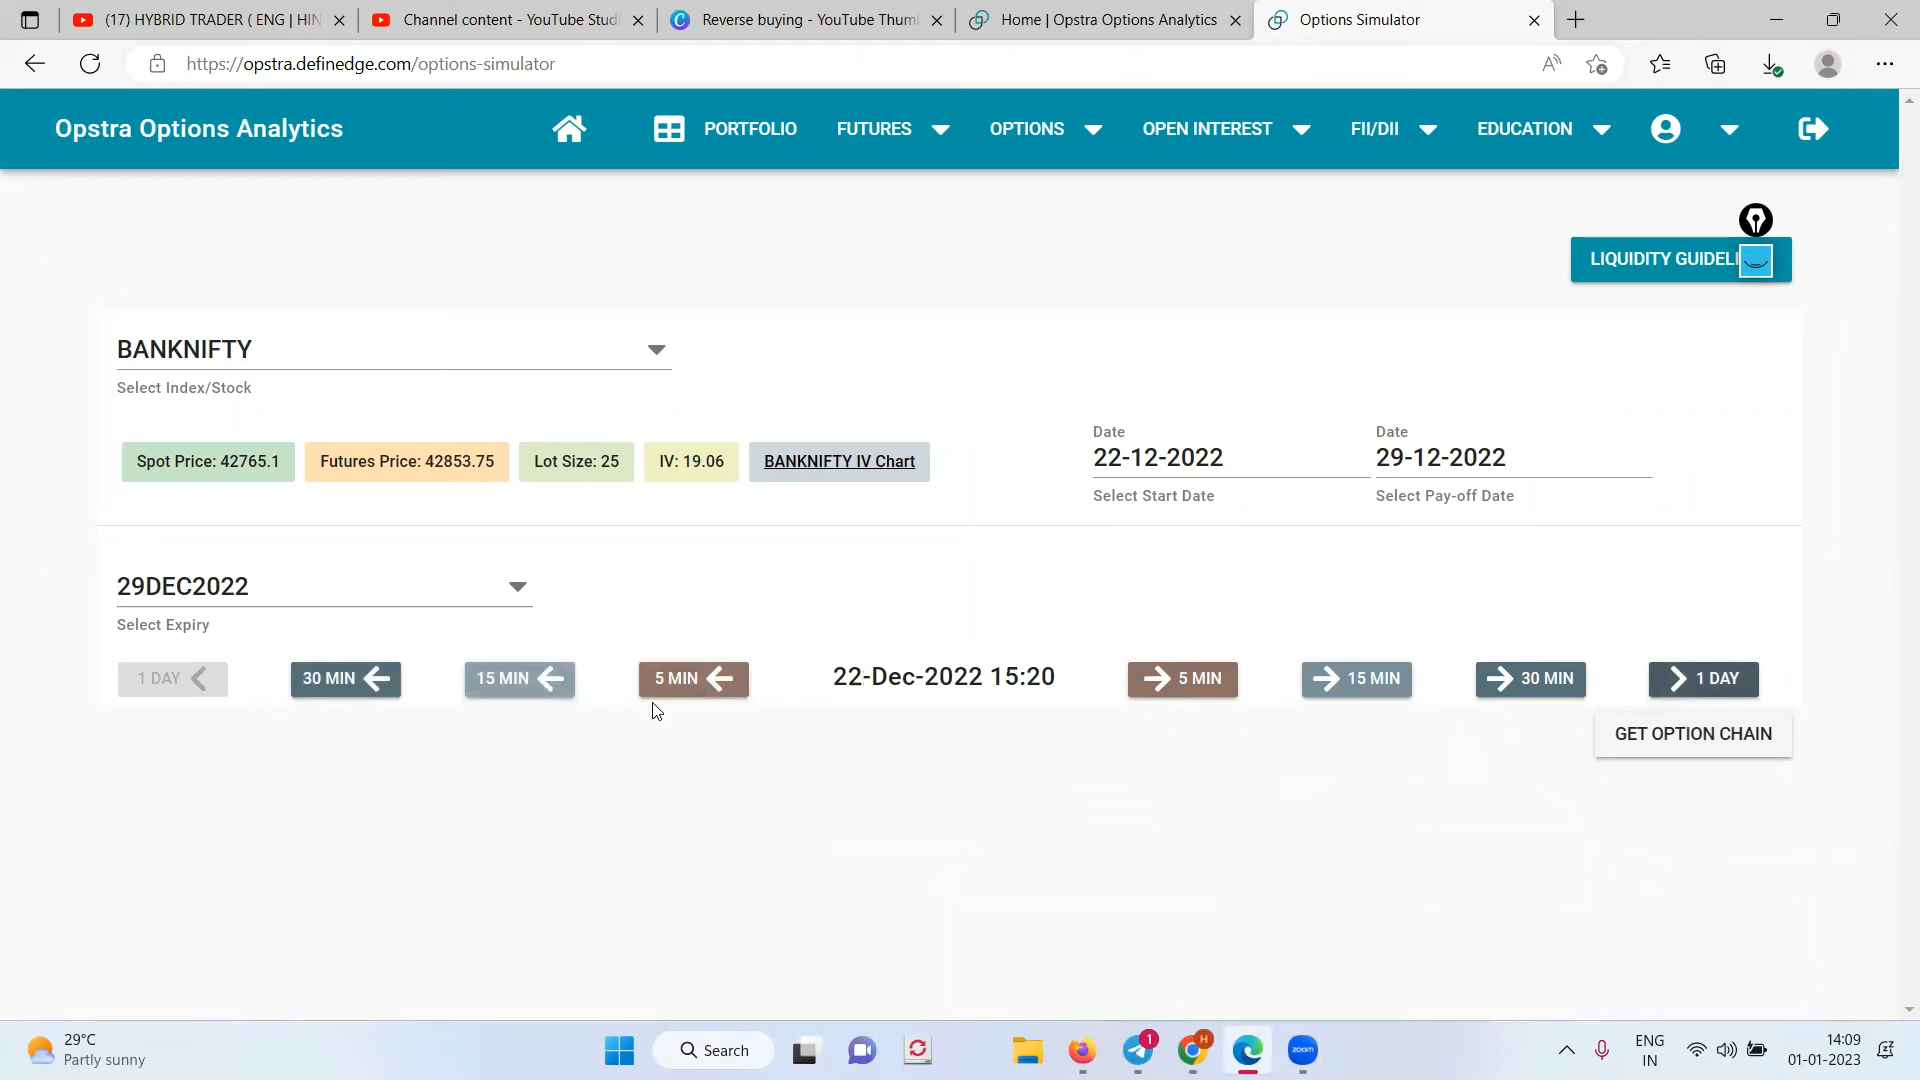 (17) HYBRID TRADER ( ENG | HIN
Channel content - YouTube Studi
Reverse buying - YouTube Thum
Home | Opstra Options Analytics
Options Simulator
https://opstra.definedge.com/options-simulator
Opstra Options Analytics
PORTFOLIO
FUTURES
OPTIONS
OPEN INTEREST
FII/DII
EDUCATION
LIQUIDITY GUIDELI
BANKNIFTY
Select Index/Stock
Spot Price: 42765.1
Futures Price: 42853.75
Lot Size: 25
IV: 19.06
BANKNIFTY IV Chart
Date
22-12-2022
Select Start Date
Date
29-12-2022
Select Pay-off Date
29DEC2022
Select Expiry
1 DAY
30 MIN
15 MIN
5 MIN
22-Dec-2022 15:20
5 MIN
15 MIN
30 MIN
1 DAY
GET OPTION CHAIN
29°C
Partly sunny
Search
1
H
zoom
ENG
IN
14:09
01-01-2023